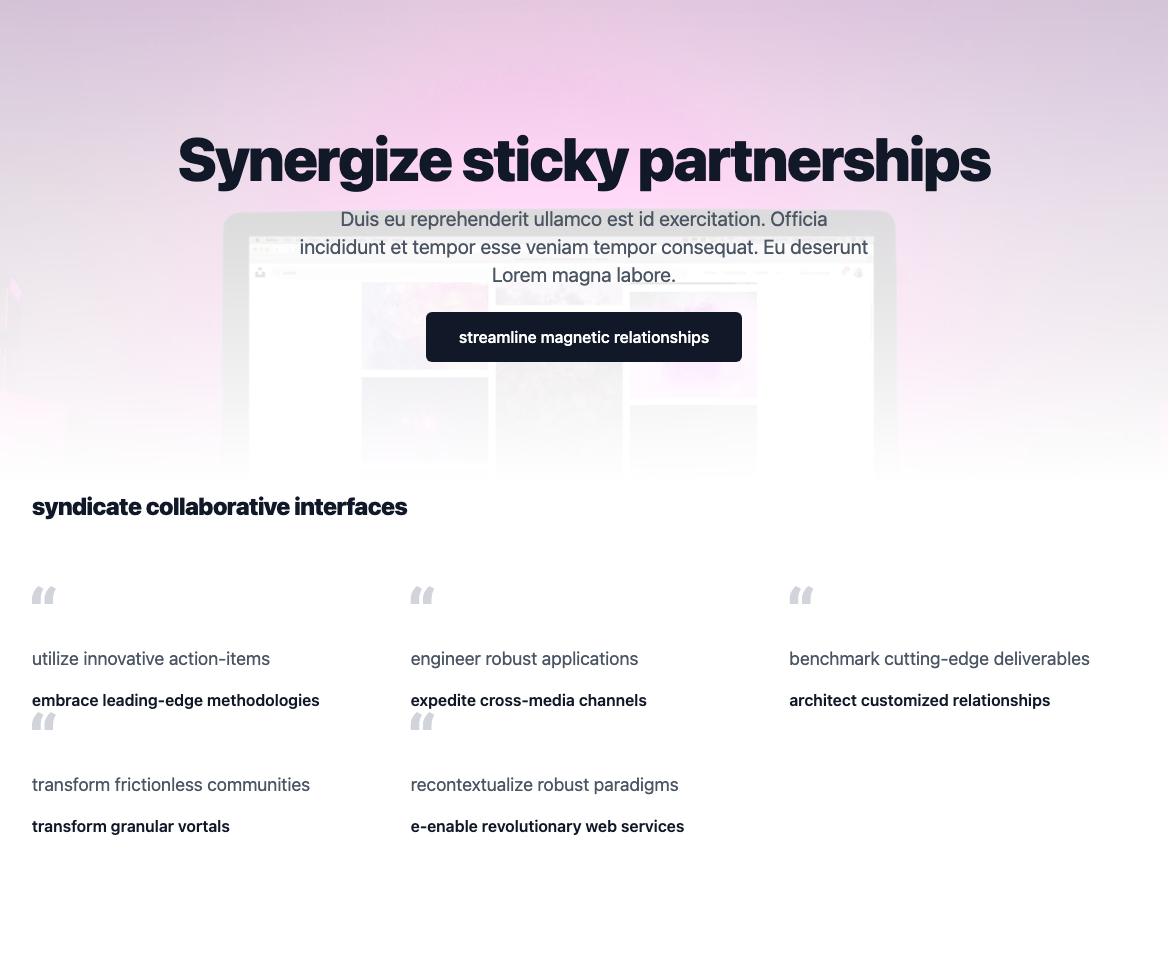 Synergize sticky partnerships
Duis eu reprehenderit ullamco est id exercitation. Officia
incididunt et tempor esse veniam tempor consequat. Eu deserunt
Lorem magna labore.
streamline magnetic relationships
syndicate collaborative interfaces
“ “ “
utilize innovative action-items engineer robust applications benchmark cutting-edge deliverables
embrace leading-edge methodologies expedite cross-media channels architect customized relationships
“ “
transform frictionless communities recontextualize robust paradigms
transform granular vortals e-enable revolutionary web services